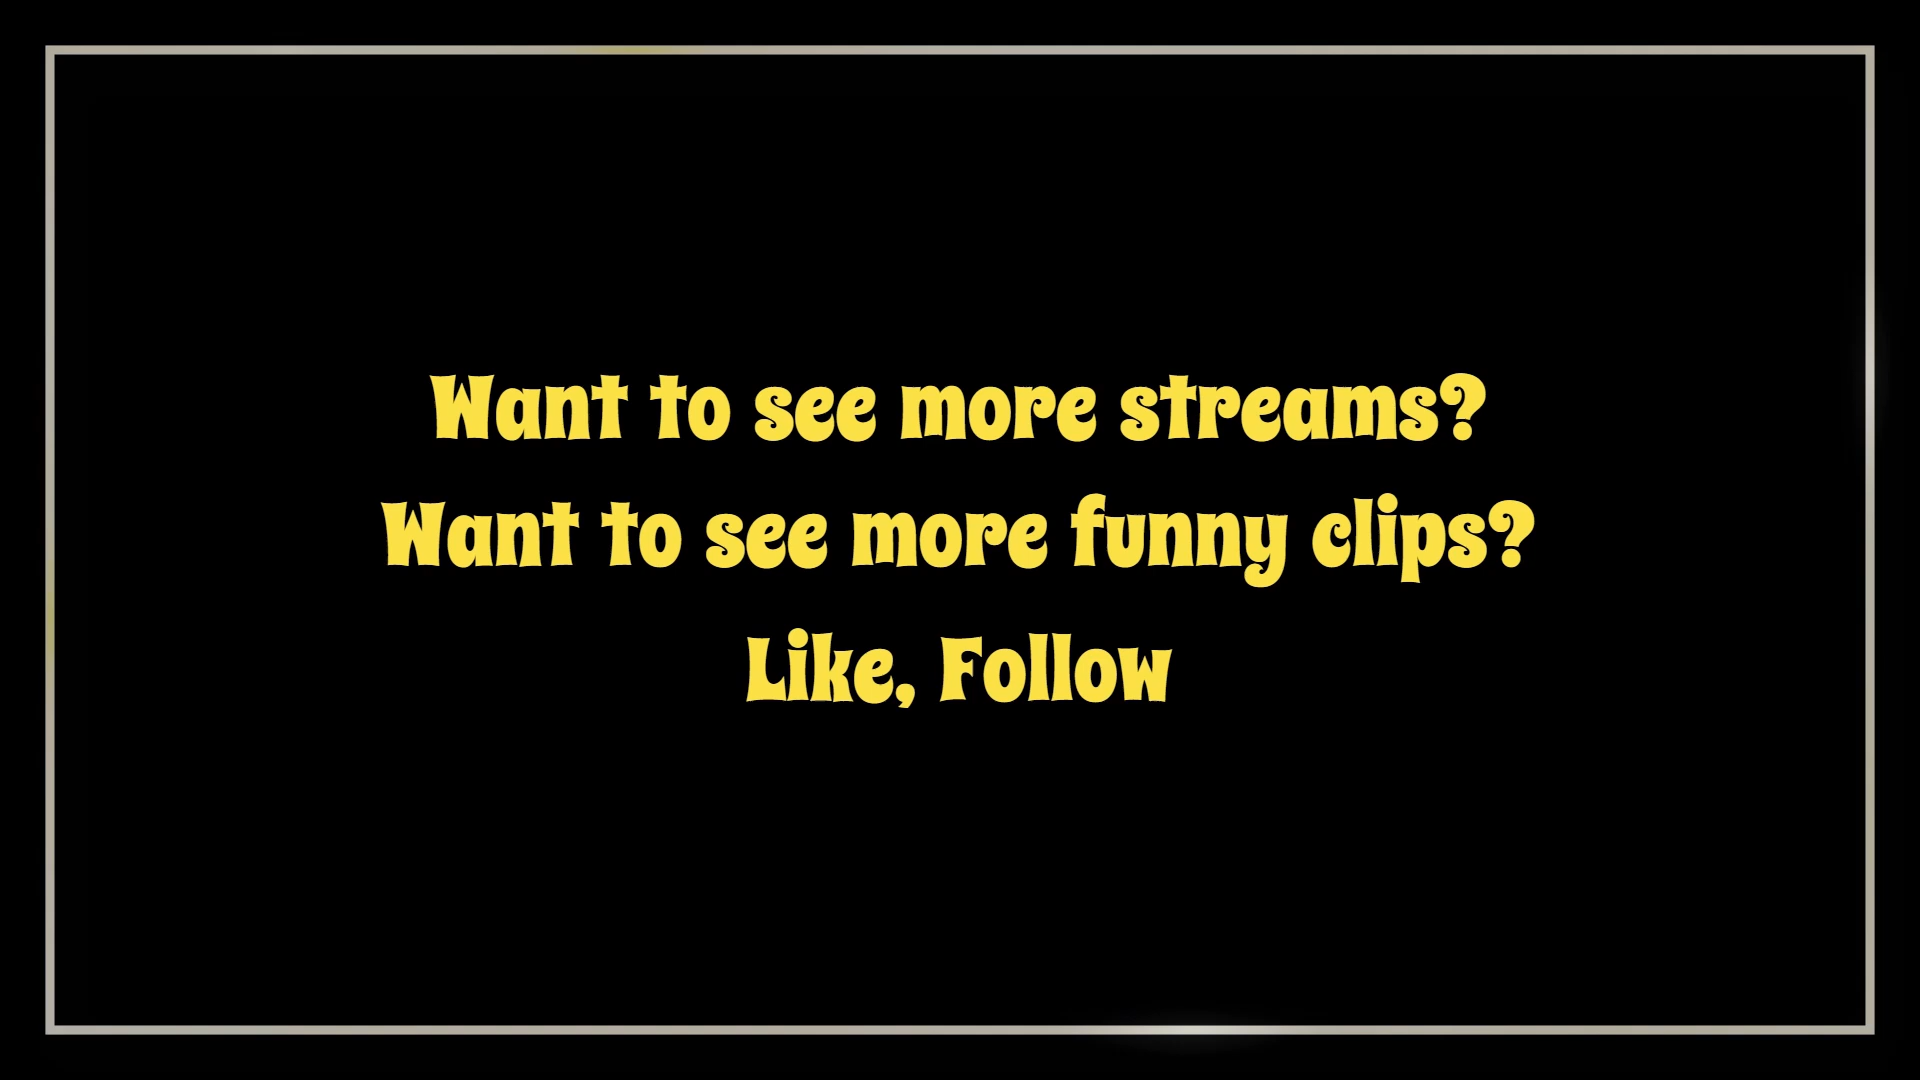 Want to see more streams?
Want to see more funny clips?
Like, Follow